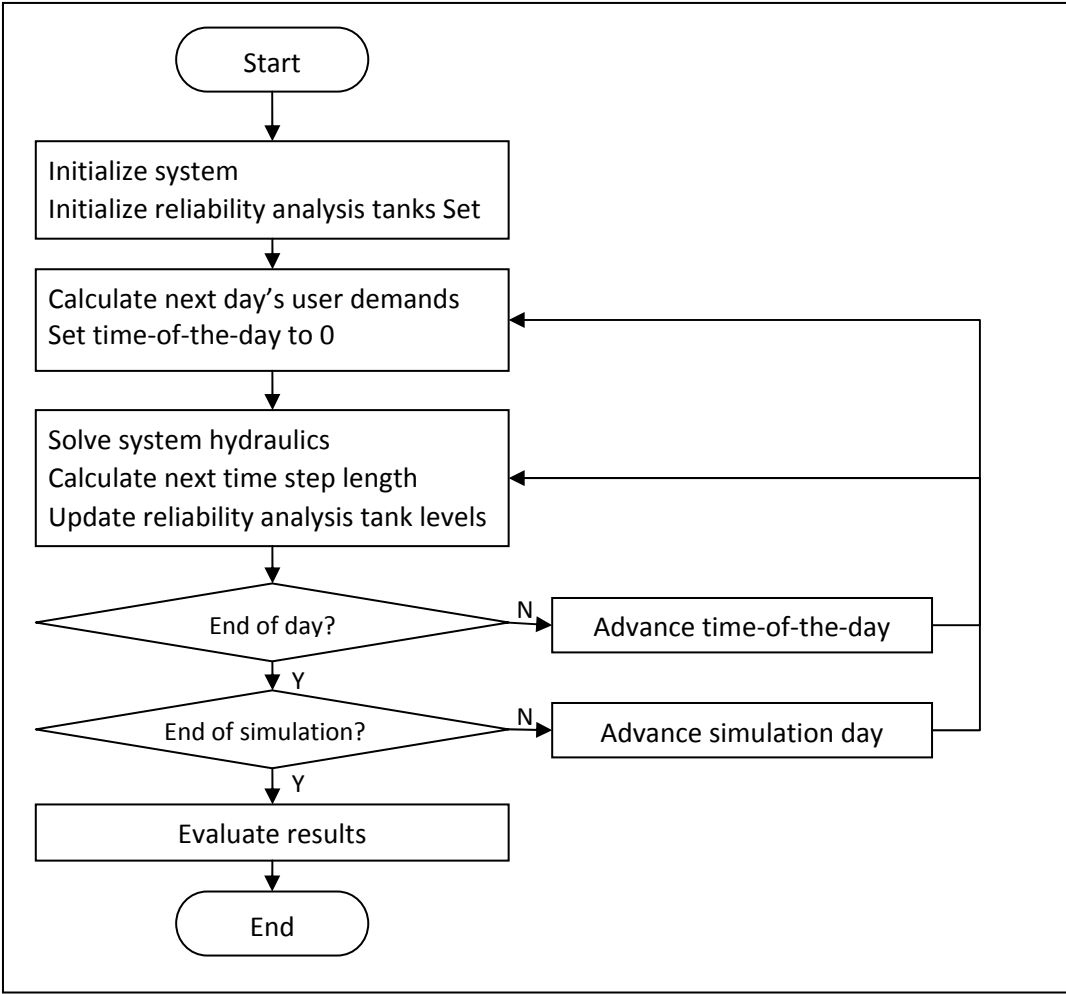 Start
Initialize system
Initialize reliability analysis tanks Set
Calculate next day’s user demands
Set time-of-the-day to 0
Solve system hydraulics
Calculate next time step length
Update reliability analysis tank levels
End of day?
N
Advance time-of-the-day
Y
End of simulation?
N
Advance simulation day
Y
Evaluate results
End